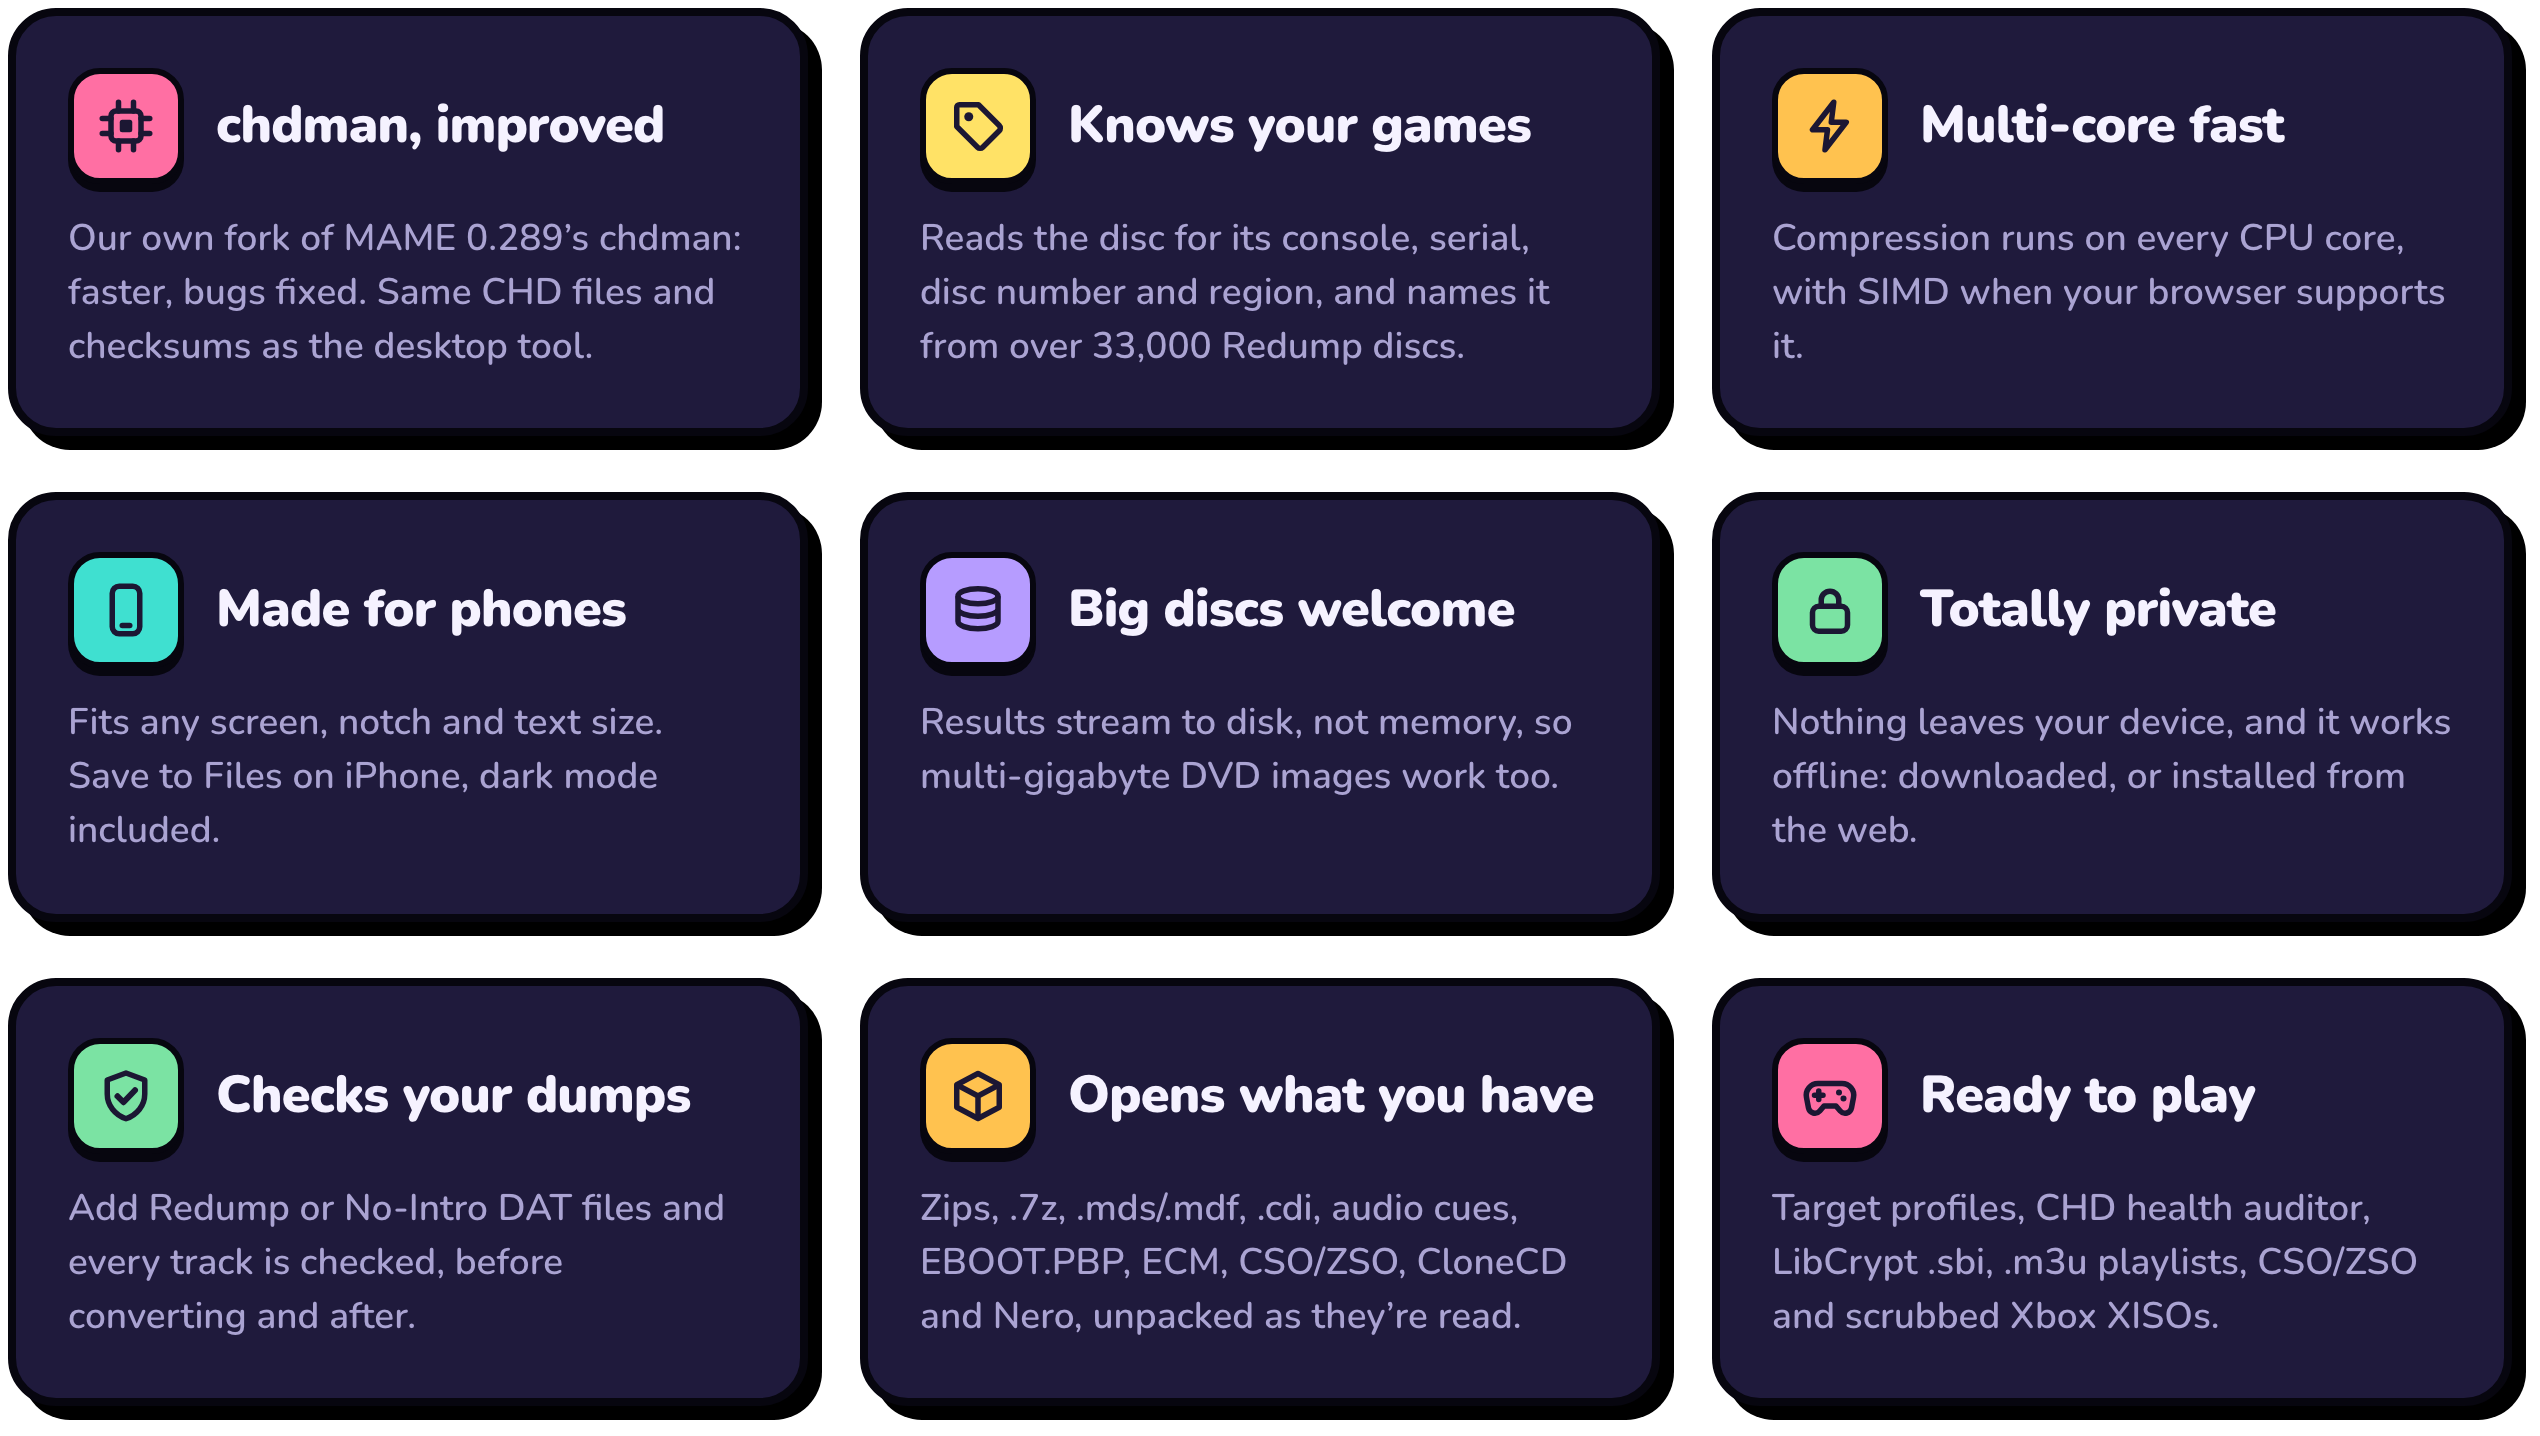 chdman, improved
Our own fork of MAME 0.289’s chdman:
faster, bugs fixed. Same CHD files and
checksums as the desktop tool.
Knows your games
Reads the disc for its console, serial,
disc number and region, and names it
from over 33,000 Redump discs.
Multi-core fast
Compression runs on every CPU core,
with SIMD when your browser supports
it.
Made for phones
Fits any screen, notch and text size.
Save to Files on iPhone, dark mode
included.
Big discs welcome
Results stream to disk, not memory, so
multi-gigabyte DVD images work too.
Totally private
Nothing leaves your device, and it works
offline: downloaded, or installed from
the web.
Checks your dumps
Add Redump or No-Intro DAT files and
every track is checked, before
converting and after.
Opens what you have
Zips, .7z, .mds/.mdf, .cdi, audio cues,
EBOOT.PBP, ECM, CSO/ZSO, CloneCD
and Nero, unpacked as they’re read.
Ready to play
Target profiles, CHD health auditor,
LibCrypt .sbi, .m3u playlists, CSO/ZSO
and scrubbed Xbox XISOs.